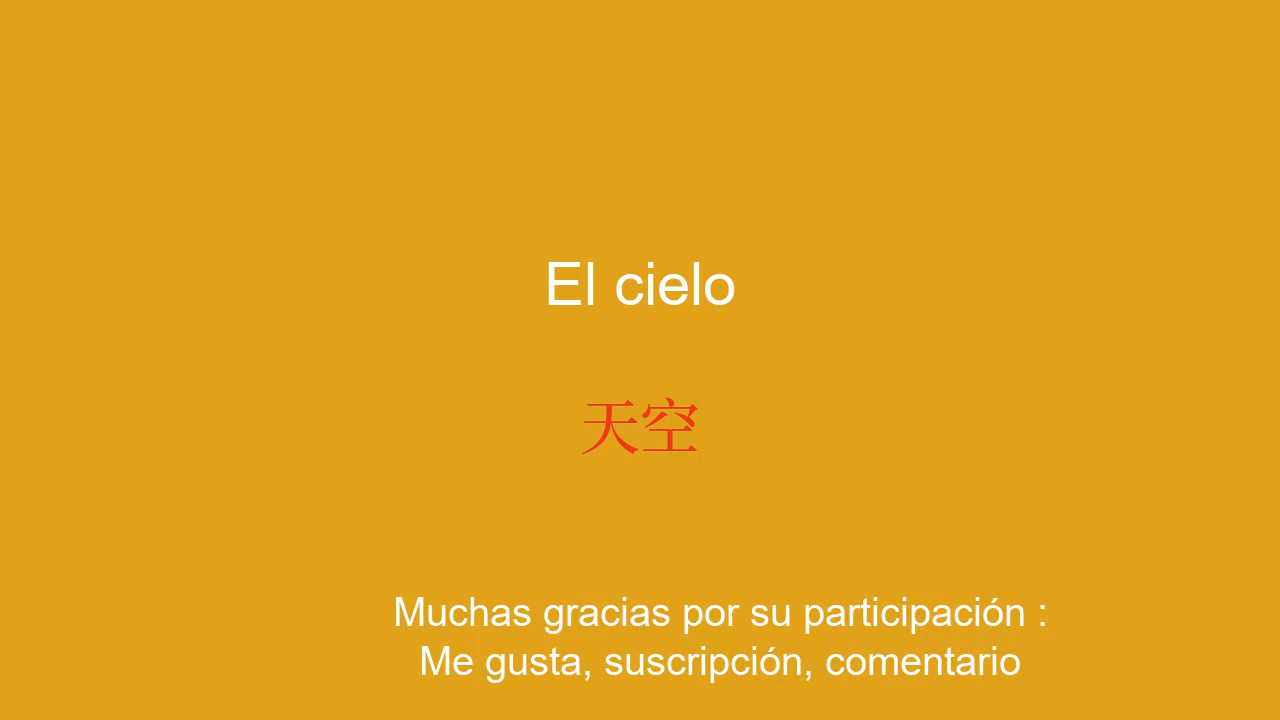 El cielo
天空
Muchas gracias por su participación :
Me gusta, suscripción, comentario